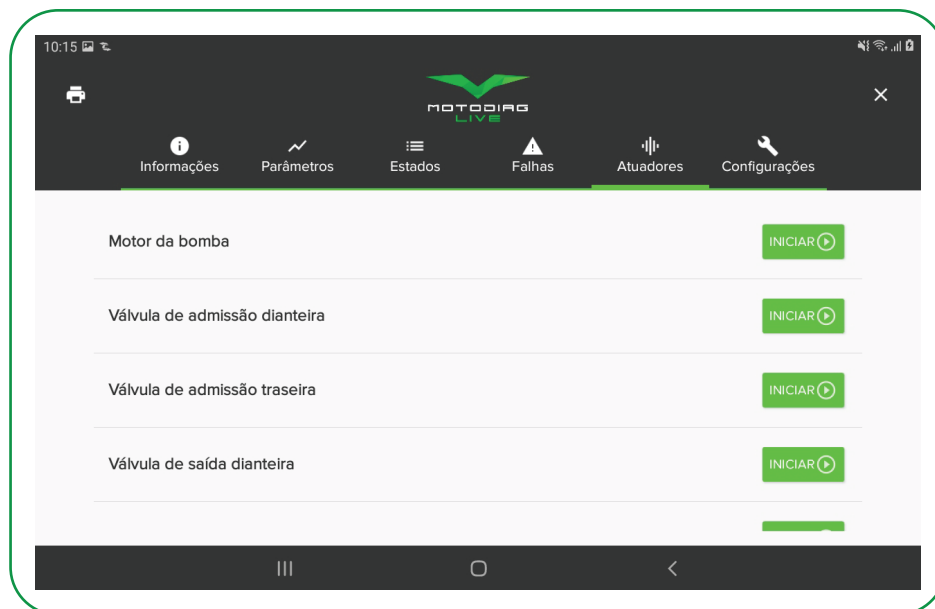 10:15
MOTODIAG
LIVE
Informações Parâmetros Estados Falhas Atuadores Configurações
Motor da bomba INICIAR
Válvula de admissão dianteira INICIAR
Válvula de admissão traseira INICIAR
Válvula de saída dianteira INICIAR